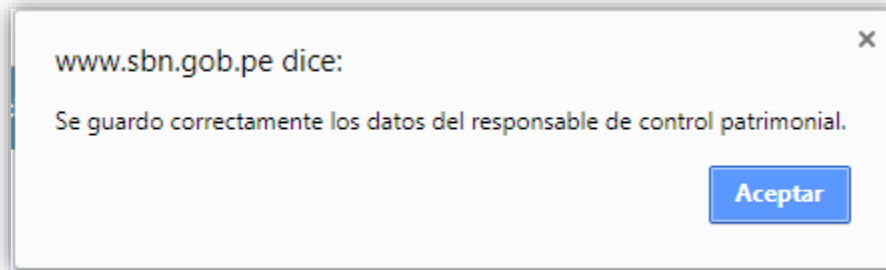 www.sbn.gob.pe dice:
Se guardo correctamente los datos del responsable de control patrimonial.
Aceptar